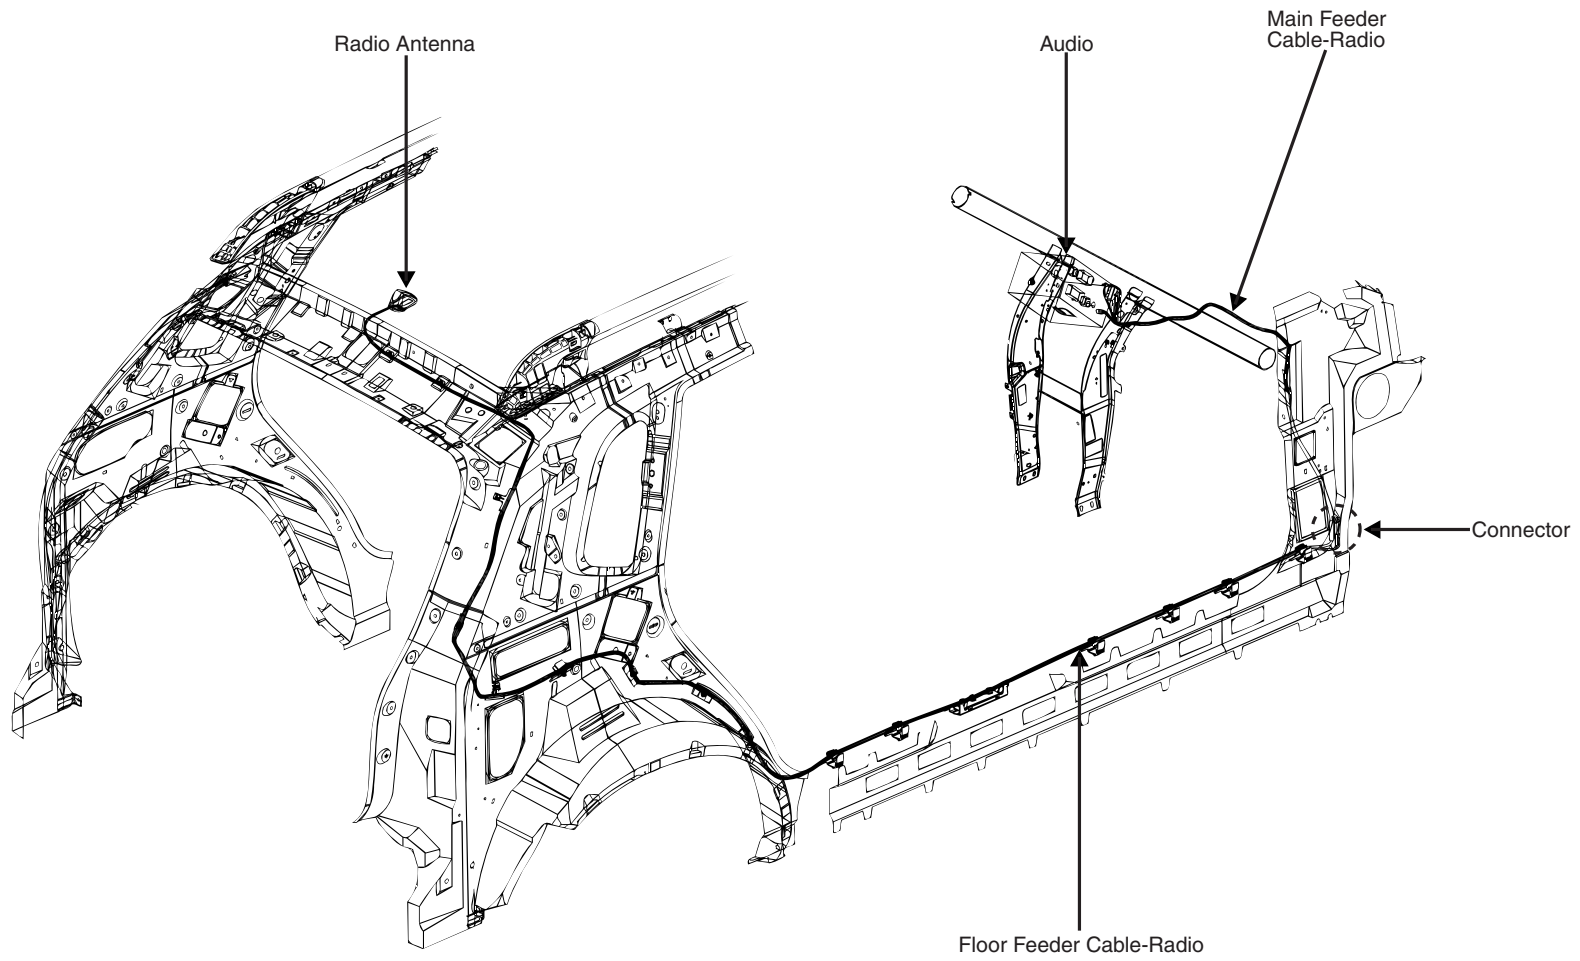 Radio Antenna
Audio
Main Feeder
Cable-Radio
Connector
Floor Feeder Cable-Radio